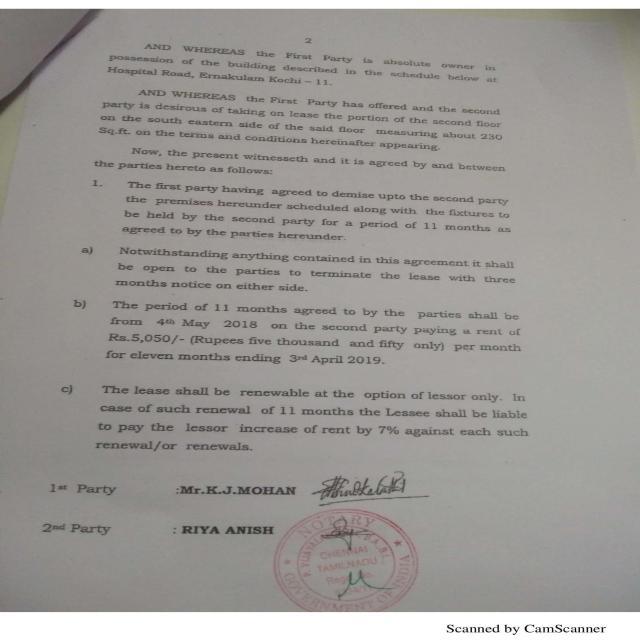 2
AND WHEREAS the First Party is absolute owner in
possession of the building described in the schedule below at
Hospital Road, Ernakulam Kochi – 11.
AND WHEREAS the First Party has offered and the second
party is desirous of taking on lease the portion of the second floor
on the south eastern side of the said floor measuring about 230
Sq.ft. on the terms and conditions hereinafter appearing.
Now, the present witnesseth and it is agreed by and between
the parties hereto as follows:
1. The first party having agreed to demise upto the second party
the premises hereunder scheduled along with the fixtures to
be held by the second party for a period of 11 months as
agreed to by the parties hereunder.
a) Notwithstanding anything contained in this agreement it shall
be open to the parties to terminate the lease with three
months notice on either side.
b) The period of 11 months agreed to by the parties shall be
from 4th May 2018 on the second party paying a rent of
Rs.5,050/- (Rupees five thousand and fifty only) per month
for eleven months ending 3rd April 2019.
c) The lease shall be renewable at the option of lessor only. In
case of such renewal of 11 months the Lessee shall be liable
to pay the lessor increase of rent by 7% against each such
renewal/or renewals.
1st Party :Mr.K.J.MOHAN
2nd Party : RIYA ANISH
NOTARY
CHENNAI
TAMILNADU
GOVERNMENT OF INDIA
Scanned by CamScanner